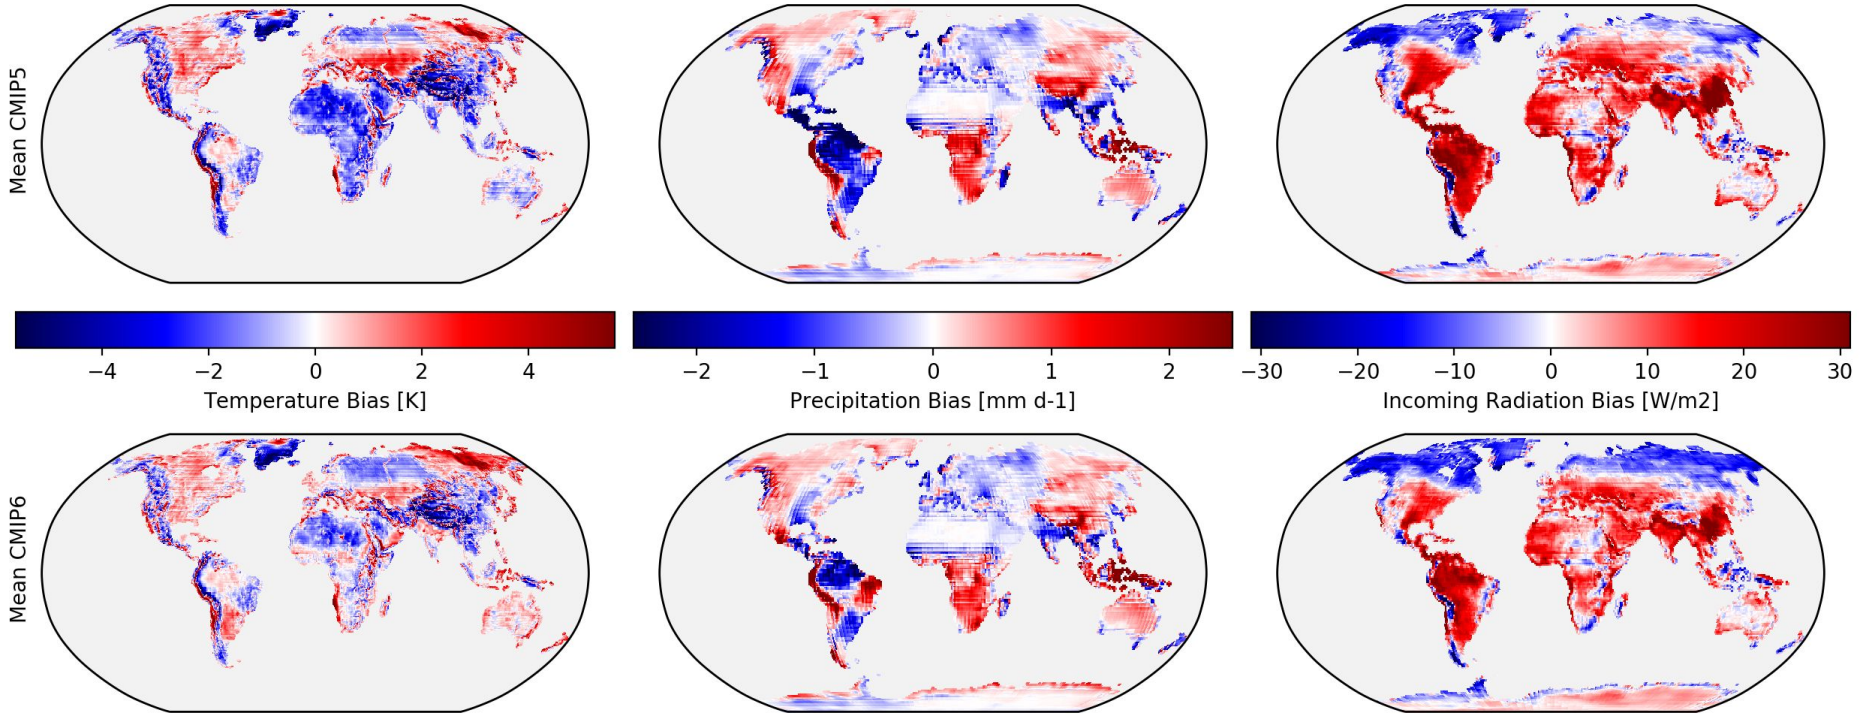 Mean CMIP5
−4 −2 0 2 4
Temperature Bias [K]
−2 −1 0 1 2
Precipitation Bias [mm d-1]
−30 −20 −10 0 10 20 30
Incoming Radiation Bias [W/m2]
Mean CMIP6